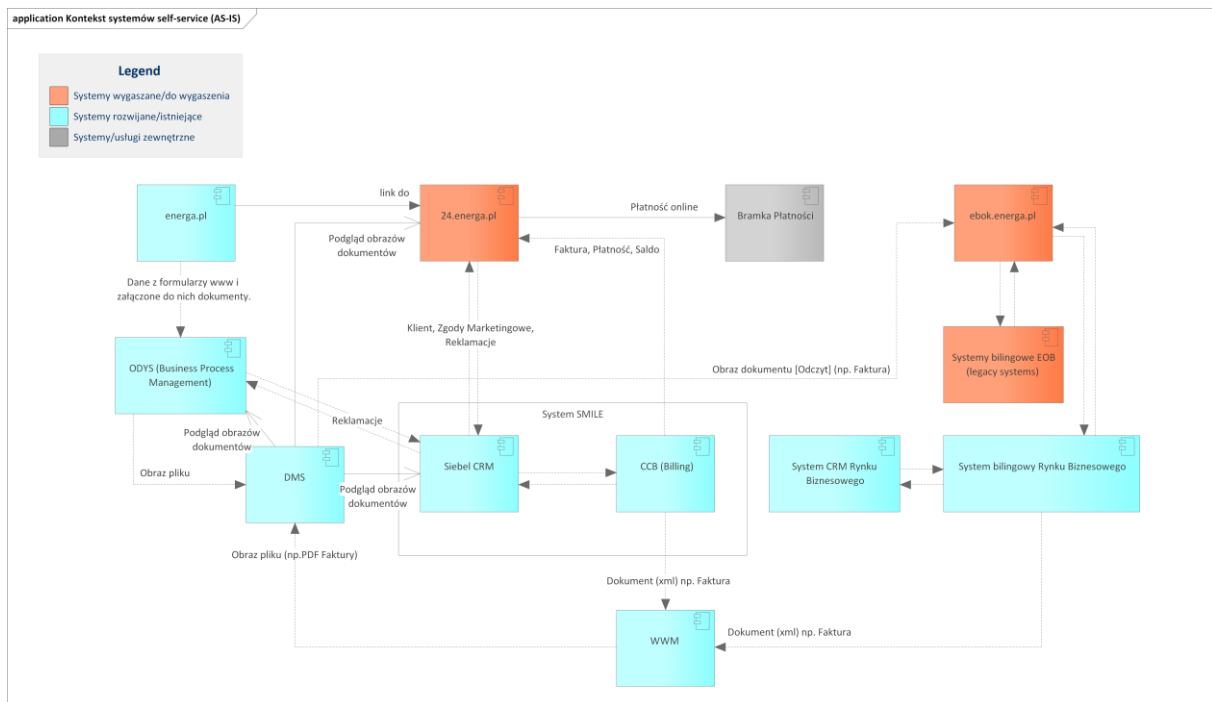 application Kontekst systemów self-service (AS-IS)
Legend
Systemy wygaszane/do wygaszenia
Systemy rozwijane/istniejące
Systemy/usługi zewnętrzne
energa.pl
link do
24.energa.pl
Płatność online
Bramka Płatności
ebok.energa.pl
Podgląd obrazów
dokumentów
Faktura, Płatność, Saldo
Dane z formularzy www i
załączone do nich dokumenty.
Klient, Zgody Marketingowe,
Reklamacje
ODYS (Business Process
Management)
Systemy bilingowe EOB
(legacy systems)
Obraz dokumentu [Odczyt] (np. Faktura)
Reklamacje
System SMILE
Podgląd obrazów
dokumentów
Obraz pliku
DMS
Podgląd obrazów
dokumentów
Siebel CRM
CCB (Billing)
System CRM Rynku
Biznesowego
System bilingowy Rynku Biznesowego
Obraz pliku (np.PDF Faktury)
Dokument (xml) np. Faktura
WWM
Dokument (xml) np. Faktura